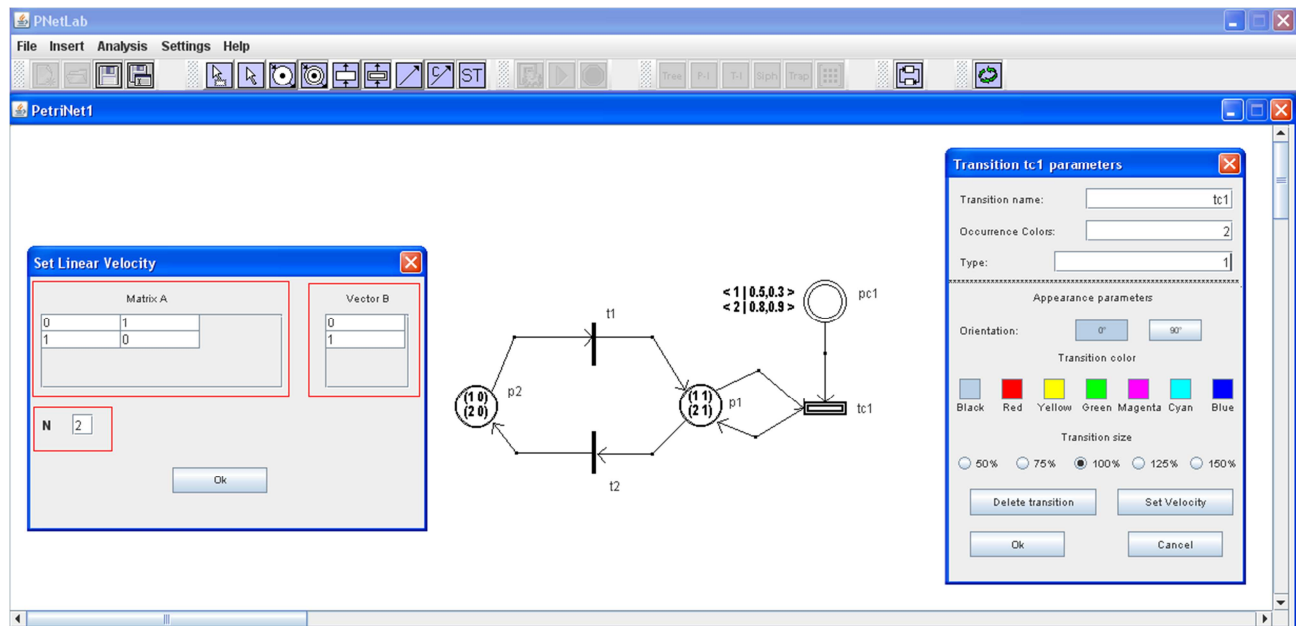 PNetLab
File Insert Analysis Settings Help
C/ ST Tree P-I T-I Siph Trap
PetriNet1
Set Linear Velocity
Matrix A Vector B
0 1 0
1 0 1
N 2
Ok
< 1 | 0.5,0.3 >
< 2 | 0.8,0.9 >
pc1
t1
(1 0)
(2 0)
p2
(1 1)
(2 1)
p1
tc1
t2
Transition tc1 parameters
Transition name: tc1
Occurrence Colors: 2
Type: 1
Appearance parameters
Orientation: 0° 90°
Transition color
Black Red Yellow Green Magenta Cyan Blue
Transition size
50% 75% 100% 125% 150%
Delete transition Set Velocity
Ok Cancel